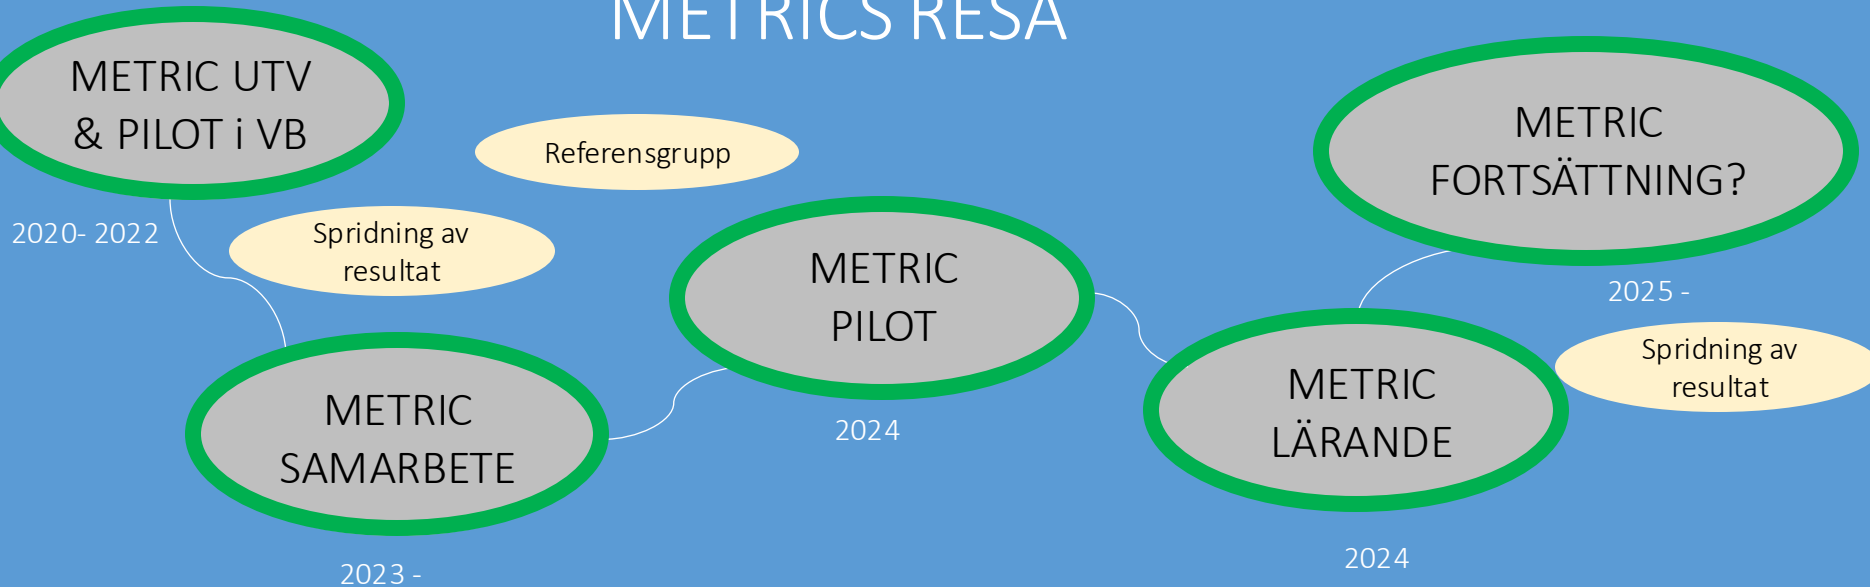 METRICS RESA
METRIC UTV
& PILOT i VB
2020- 2022
Referensgrupp
Spridning av
resultat
METRIC
SAMARBETE
2023 -
METRIC
PILOT
2024
METRIC
LÄRANDE
2024
METRIC
FORTSÄTTNING?
2025 -
Spridning av
resultat